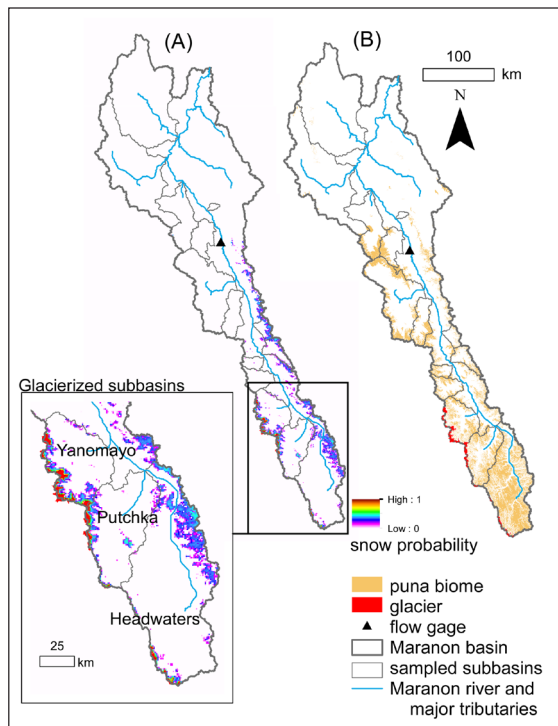 (A)
(B)
100
km
N
Glacierized subbasins
Yanomayo
Putchka
Headwaters
25
km
High : 1
Low : 0
snow probability
puna biome
glacier
flow gage
Maranon basin
sampled subbasins
Maranon river and
major tributaries